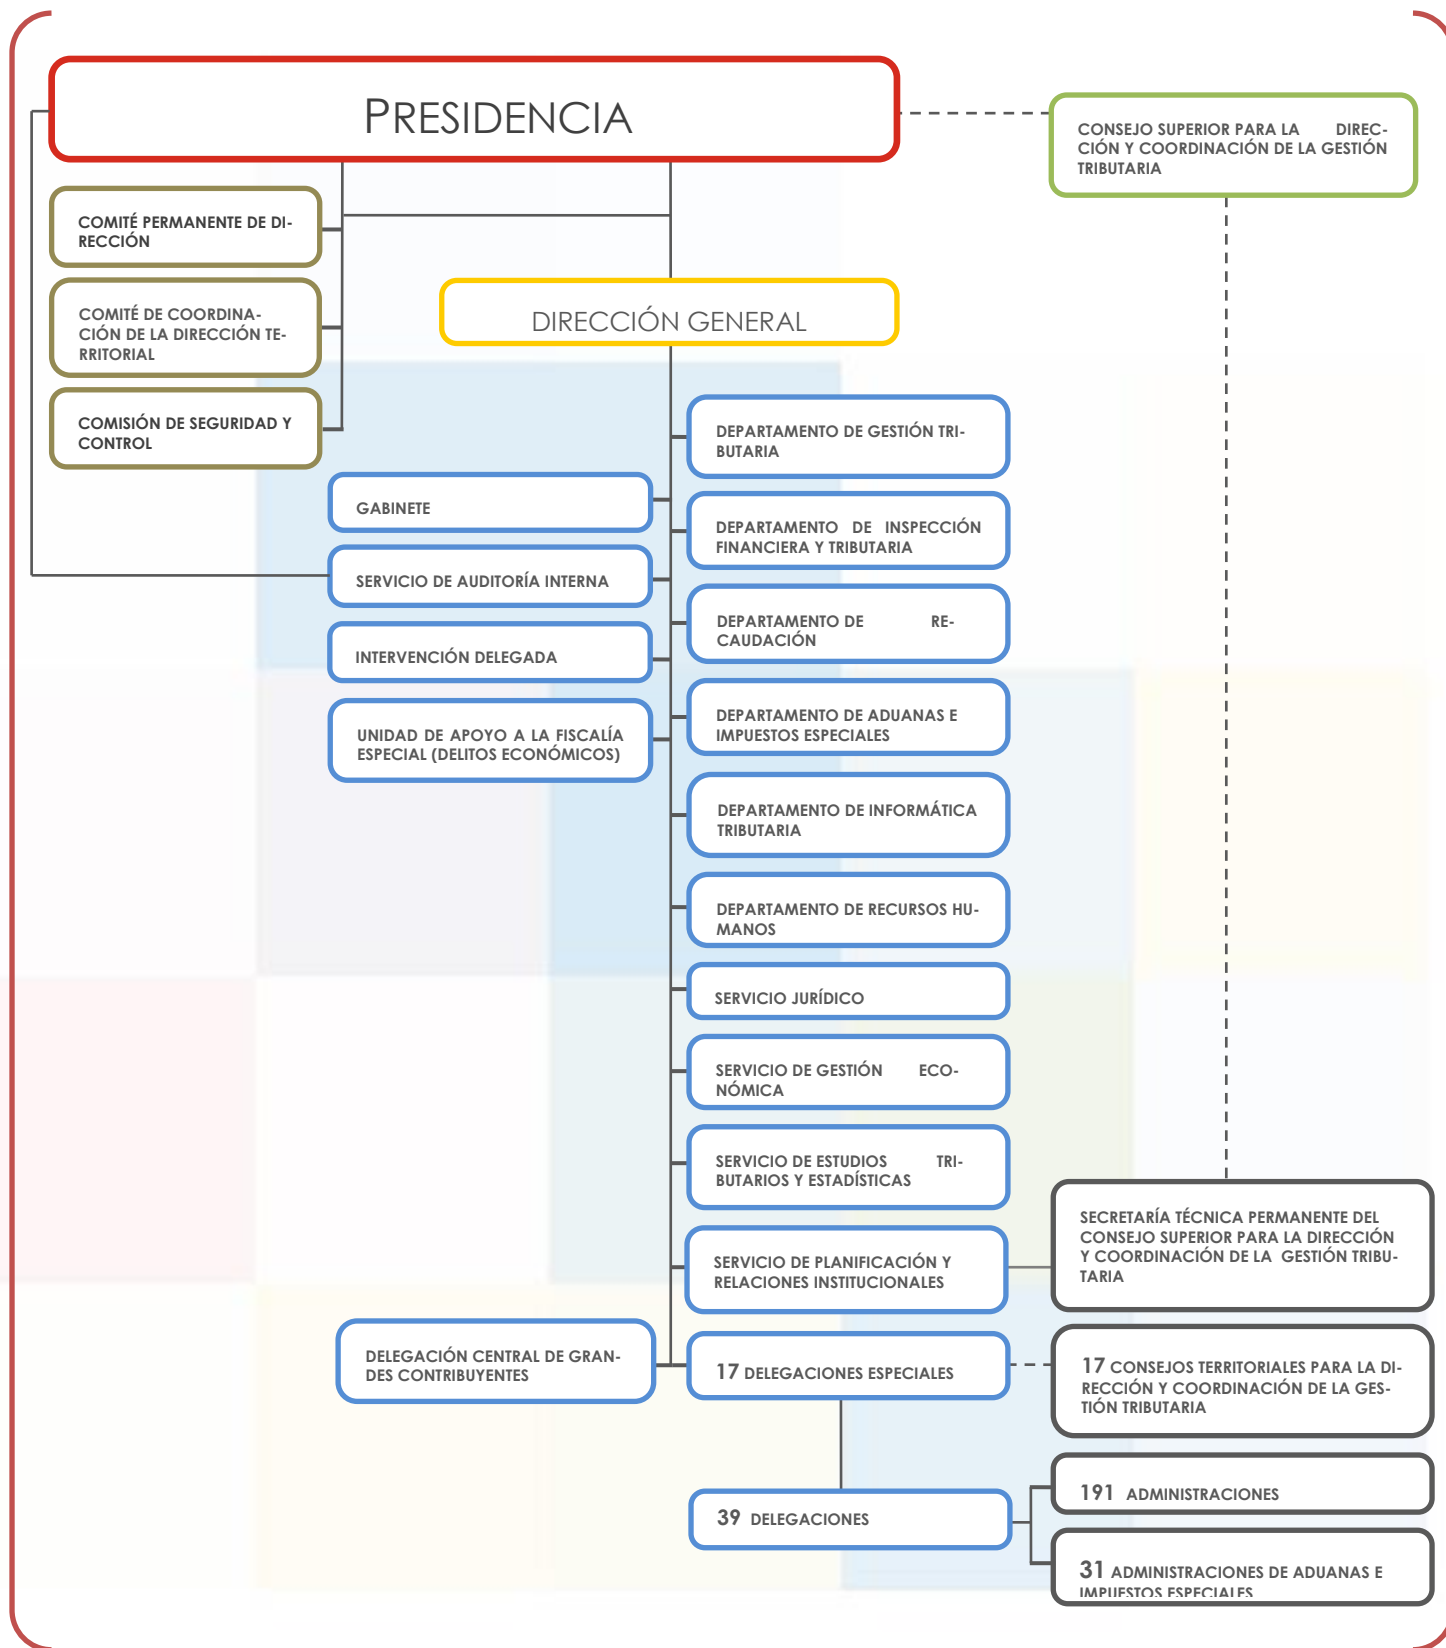 PRESIDENCIA
CONSEJO SUPERIOR PARA LA DIREC-
CIÓN Y COORDINACIÓN DE LA GESTIÓN
TRIBUTARIA
COMITÉ PERMANENTE DE DI-
RECCIÓN
COMITÉ DE COORDINA-
CIÓN DE LA DIRECCIÓN TE-
RRITORIAL
COMISIÓN DE SEGURIDAD Y
CONTROL
DIRECCIÓN GENERAL
GABINETE
SERVICIO DE AUDITORÍA INTERNA
INTERVENCIÓN DELEGADA
UNIDAD DE APOYO A LA FISCALÍA
ESPECIAL (DELITOS ECONÓMICOS)
DEPARTAMENTO DE GESTIÓN TRI-
BUTARIA
DEPARTAMENTO DE INSPECCIÓN
FINANCIERA Y TRIBUTARIA
DEPARTAMENTO DE RE-
CAUDACIÓN
DEPARTAMENTO DE ADUANAS E
IMPUESTOS ESPECIALES
DEPARTAMENTO DE INFORMÁTICA
TRIBUTARIA
DEPARTAMENTO DE RECURSOS HU-
MANOS
SERVICIO JURÍDICO
SERVICIO DE GESTIÓN ECO-
NÓMICA
SERVICIO DE ESTUDIOS TRI-
BUTARIOS Y ESTADÍSTICAS
SERVICIO DE PLANIFICACIÓN Y
RELACIONES INSTITUCIONALES
SECRETARÍA TÉCNICA PERMANENTE DEL
CONSEJO SUPERIOR PARA LA DIRECCIÓN
Y COORDINACIÓN DE LA GESTIÓN TRIBU-
TARIA
DELEGACIÓN CENTRAL DE GRAN-
DES CONTRIBUYENTES
17 DELEGACIONES ESPECIALES
17 CONSEJOS TERRITORIALES PARA LA DI-
RECCIÓN Y COORDINACIÓN DE LA GES-
TIÓN TRIBUTARIA
39 DELEGACIONES
191 ADMINISTRACIONES
31 ADMINISTRACIONES DE ADUANAS E
IMPUESTOS ESPECIALES